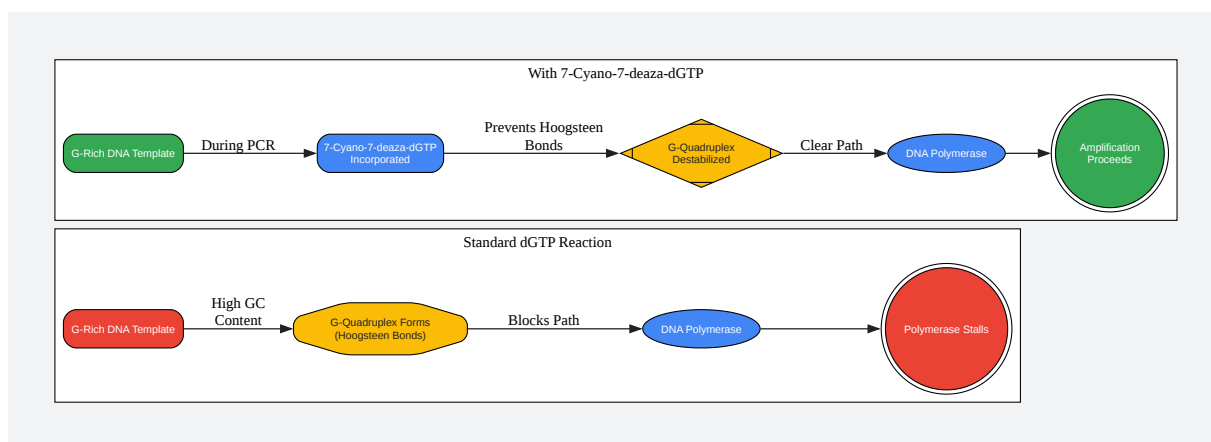 With 7-Cyano-7-deaza-dGTP
G-Rich DNA Template
During PCR
7-Cyano-7-deaza-dGTP
Incorporated
Prevents Hoogsteen
Bonds
G-Quadruplex
Destabilized
Clear Path
DNA Polymerase
Amplification
Proceeds
Standard dGTP Reaction
G-Rich DNA Template
High GC
Content
G-Quadruplex Forms
(Hoogsteen Bonds)
Blocks Path
DNA Polymerase
Polymerase Stalls